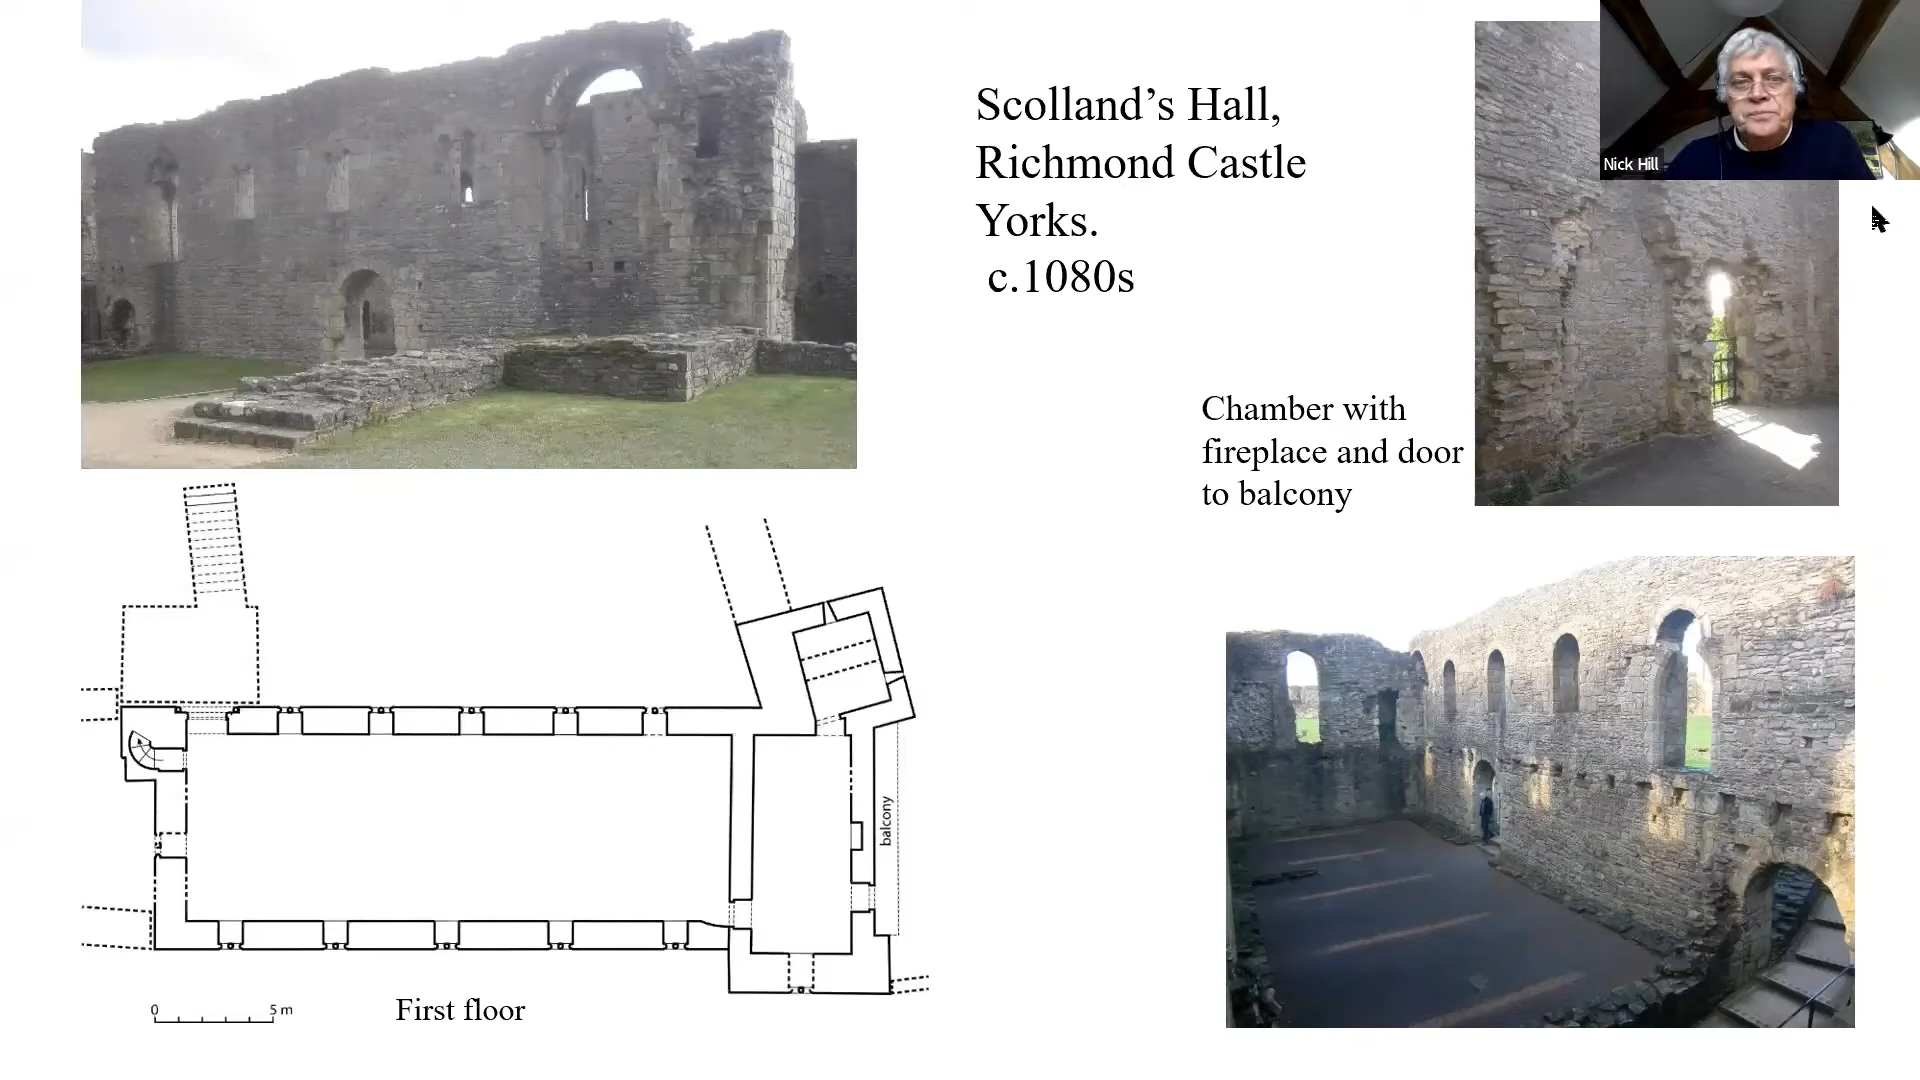 Scolland’s Hall,
Richmond Castle
Yorks.
c.1080s
Nick Hill
Chamber with
fireplace and door
to balcony
balcony
0 5 m
First floor